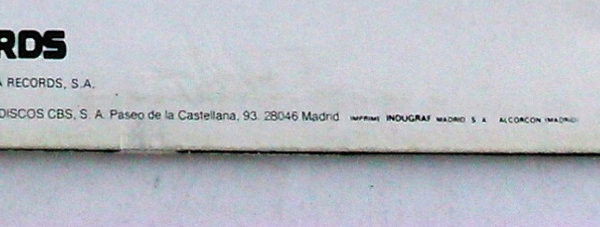 RDS
A RECORDS, S.A.
DISCOS CBS, S. A. Paseo de la Castellana, 93. 28046 Madrid IMPRIME INDUGRAF MADRID S. A. ALCORCON (MADRID)